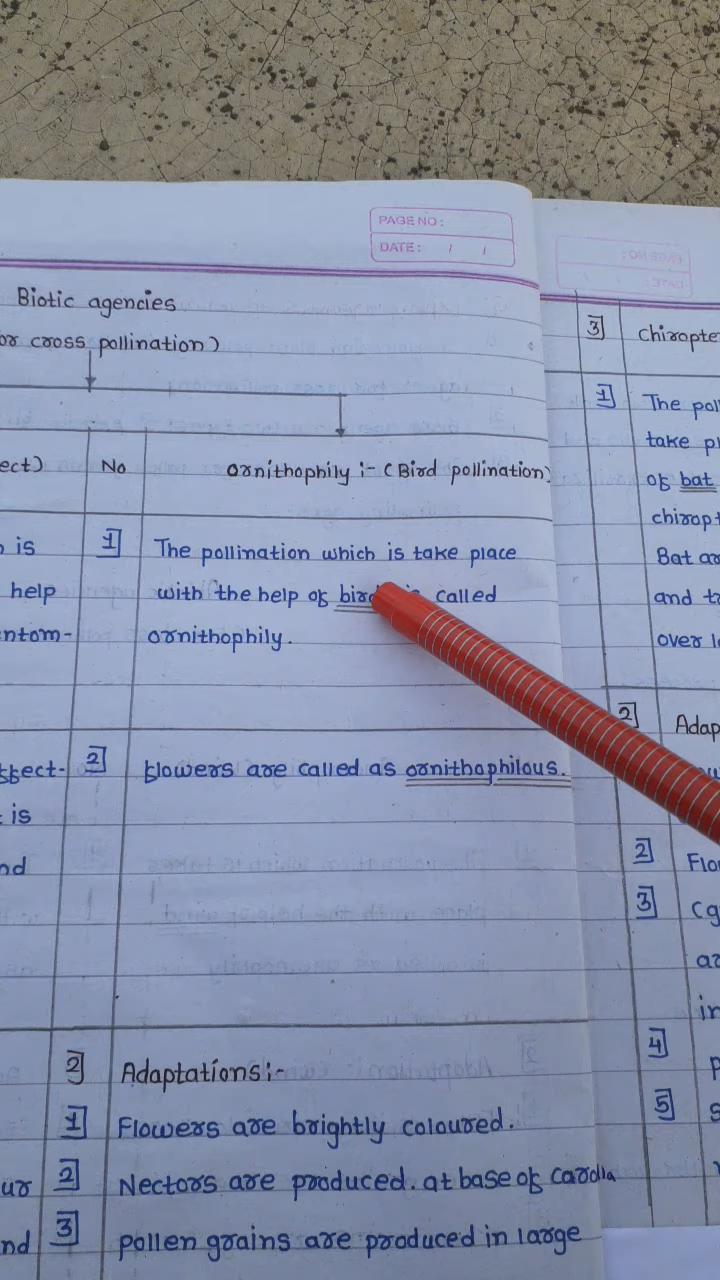 PAGE NO:
DATE: / /
Biotic agencies
or cross pollination)
ect) No ornithophily :- (Bird pollination)
is 1 The pollination which is take place
help with the help of called
ntom- ornithophily.
2 flowers are called as ornithophilous.
is
nd
2 Adaptations:-
1 Flowers are brightly coloured.
ur 2 Nectors are produced. at base of
nd 3 pollen grains are produced in large
3 chiropte
1 The pol
take pl
of bat
chiropt
Bat ar
and t
over l
2 Adap
2 Flo
3 Cg
ar
in
4 p
5 s